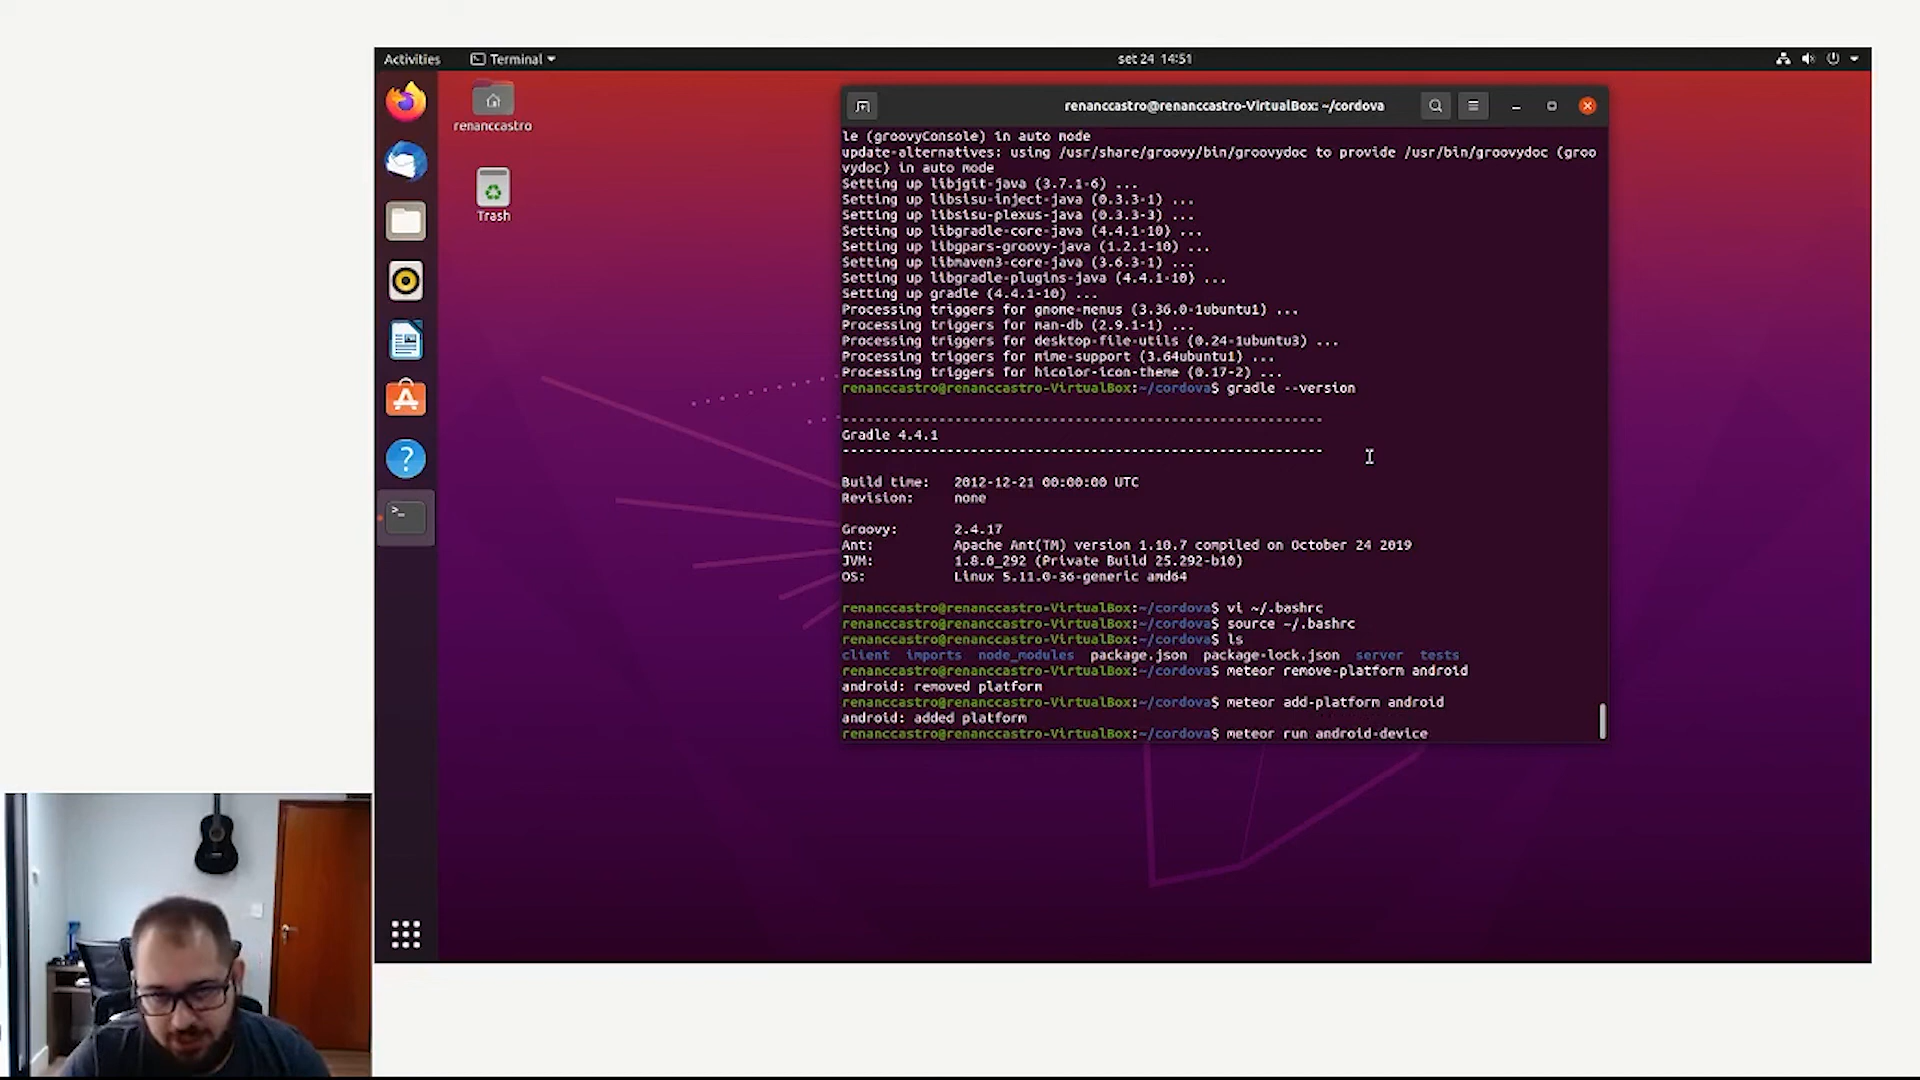 Activities
Terminal
set 24 14:51
renanccastro
Trash
renanccastro@renanccastro-VirtualBox: ~/cordova
le (groovyConsole) in auto mode
update-alternatives: using /usr/share/groovy/bin/groovydoc to provide /usr/bin/groovydoc (groo
vydoc) in auto mode
Setting up libjgit-java (3.7.1-6) ...
Setting up libsisu-inject-java (0.3.3-1) ...
Setting up libsisu-plexus-java (0.3.3-3) ...
Setting up libgradle-core-java (4.4.1-10) ...
Setting up libgpars-groovy-java (1.2.1-10) ...
Setting up libmaven3-core-java (3.6.3-1) ...
Setting up libgradle-plugins-java (4.4.1-10) ...
Setting up gradle (4.4.1-10) ...
Processing triggers for gnome-menus (3.36.0-1ubuntu1) ...
Processing triggers for man-db (2.9.1-1) ...
Processing triggers for desktop-file-utils (0.24-1ubuntu3) ...
Processing triggers for mime-support (3.64ubuntu1) ...
Processing triggers for hicolor-icon-theme (0.17-2) ...
renanccastro@renanccastro-VirtualBox:~/cordova$ gradle --version
------------------------------------------------------------
Gradle 4.4.1
------------------------------------------------------------
Build time: 2012-12-21 00:00:00 UTC
Revision: none
Groovy: 2.4.17
Ant: Apache Ant(TM) version 1.10.7 compiled on October 24 2019
JVM: 1.8.0_292 (Private Build 25.292-b10)
OS: Linux 5.11.0-36-generic amd64
renanccastro@renanccastro-VirtualBox:~/cordova$ vi ~/.bashrc
renanccastro@renanccastro-VirtualBox:~/cordova$ source ~/.bashrc
renanccastro@renanccastro-VirtualBox:~/cordova$ ls
client imports node_modules package.json package-lock.json server tests
renanccastro@renanccastro-VirtualBox:~/cordova$ meteor remove-platform android
android: removed platform
renanccastro@renanccastro-VirtualBox:~/cordova$ meteor add-platform android
android: added platform
renanccastro@renanccastro-VirtualBox:~/cordova$ meteor run android-device